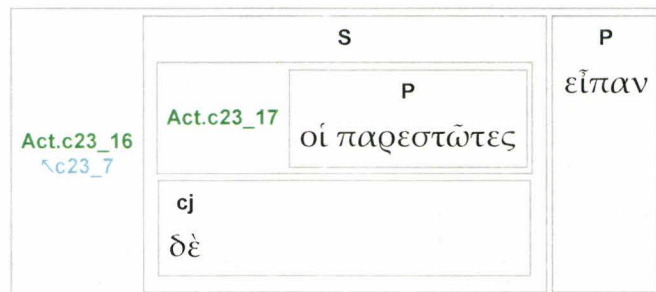 S
P
εἶπαν
P
Act.c23_16
↖c23_7
Act.c23_17
οἱ παρεστῶτες
cj
δὲ